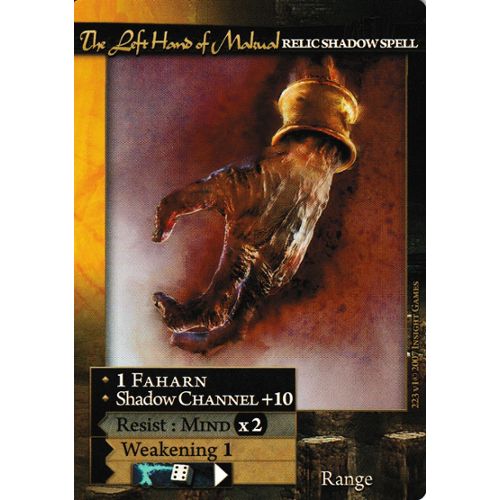 The Left Hand of Makual RELIC SHADOW SPELL
1 FAHARN
Shadow CHANNEL +10
Resist : MIND x 2
Weakening 1
Range
223 v1 © 2007 INSIGHT GAMES